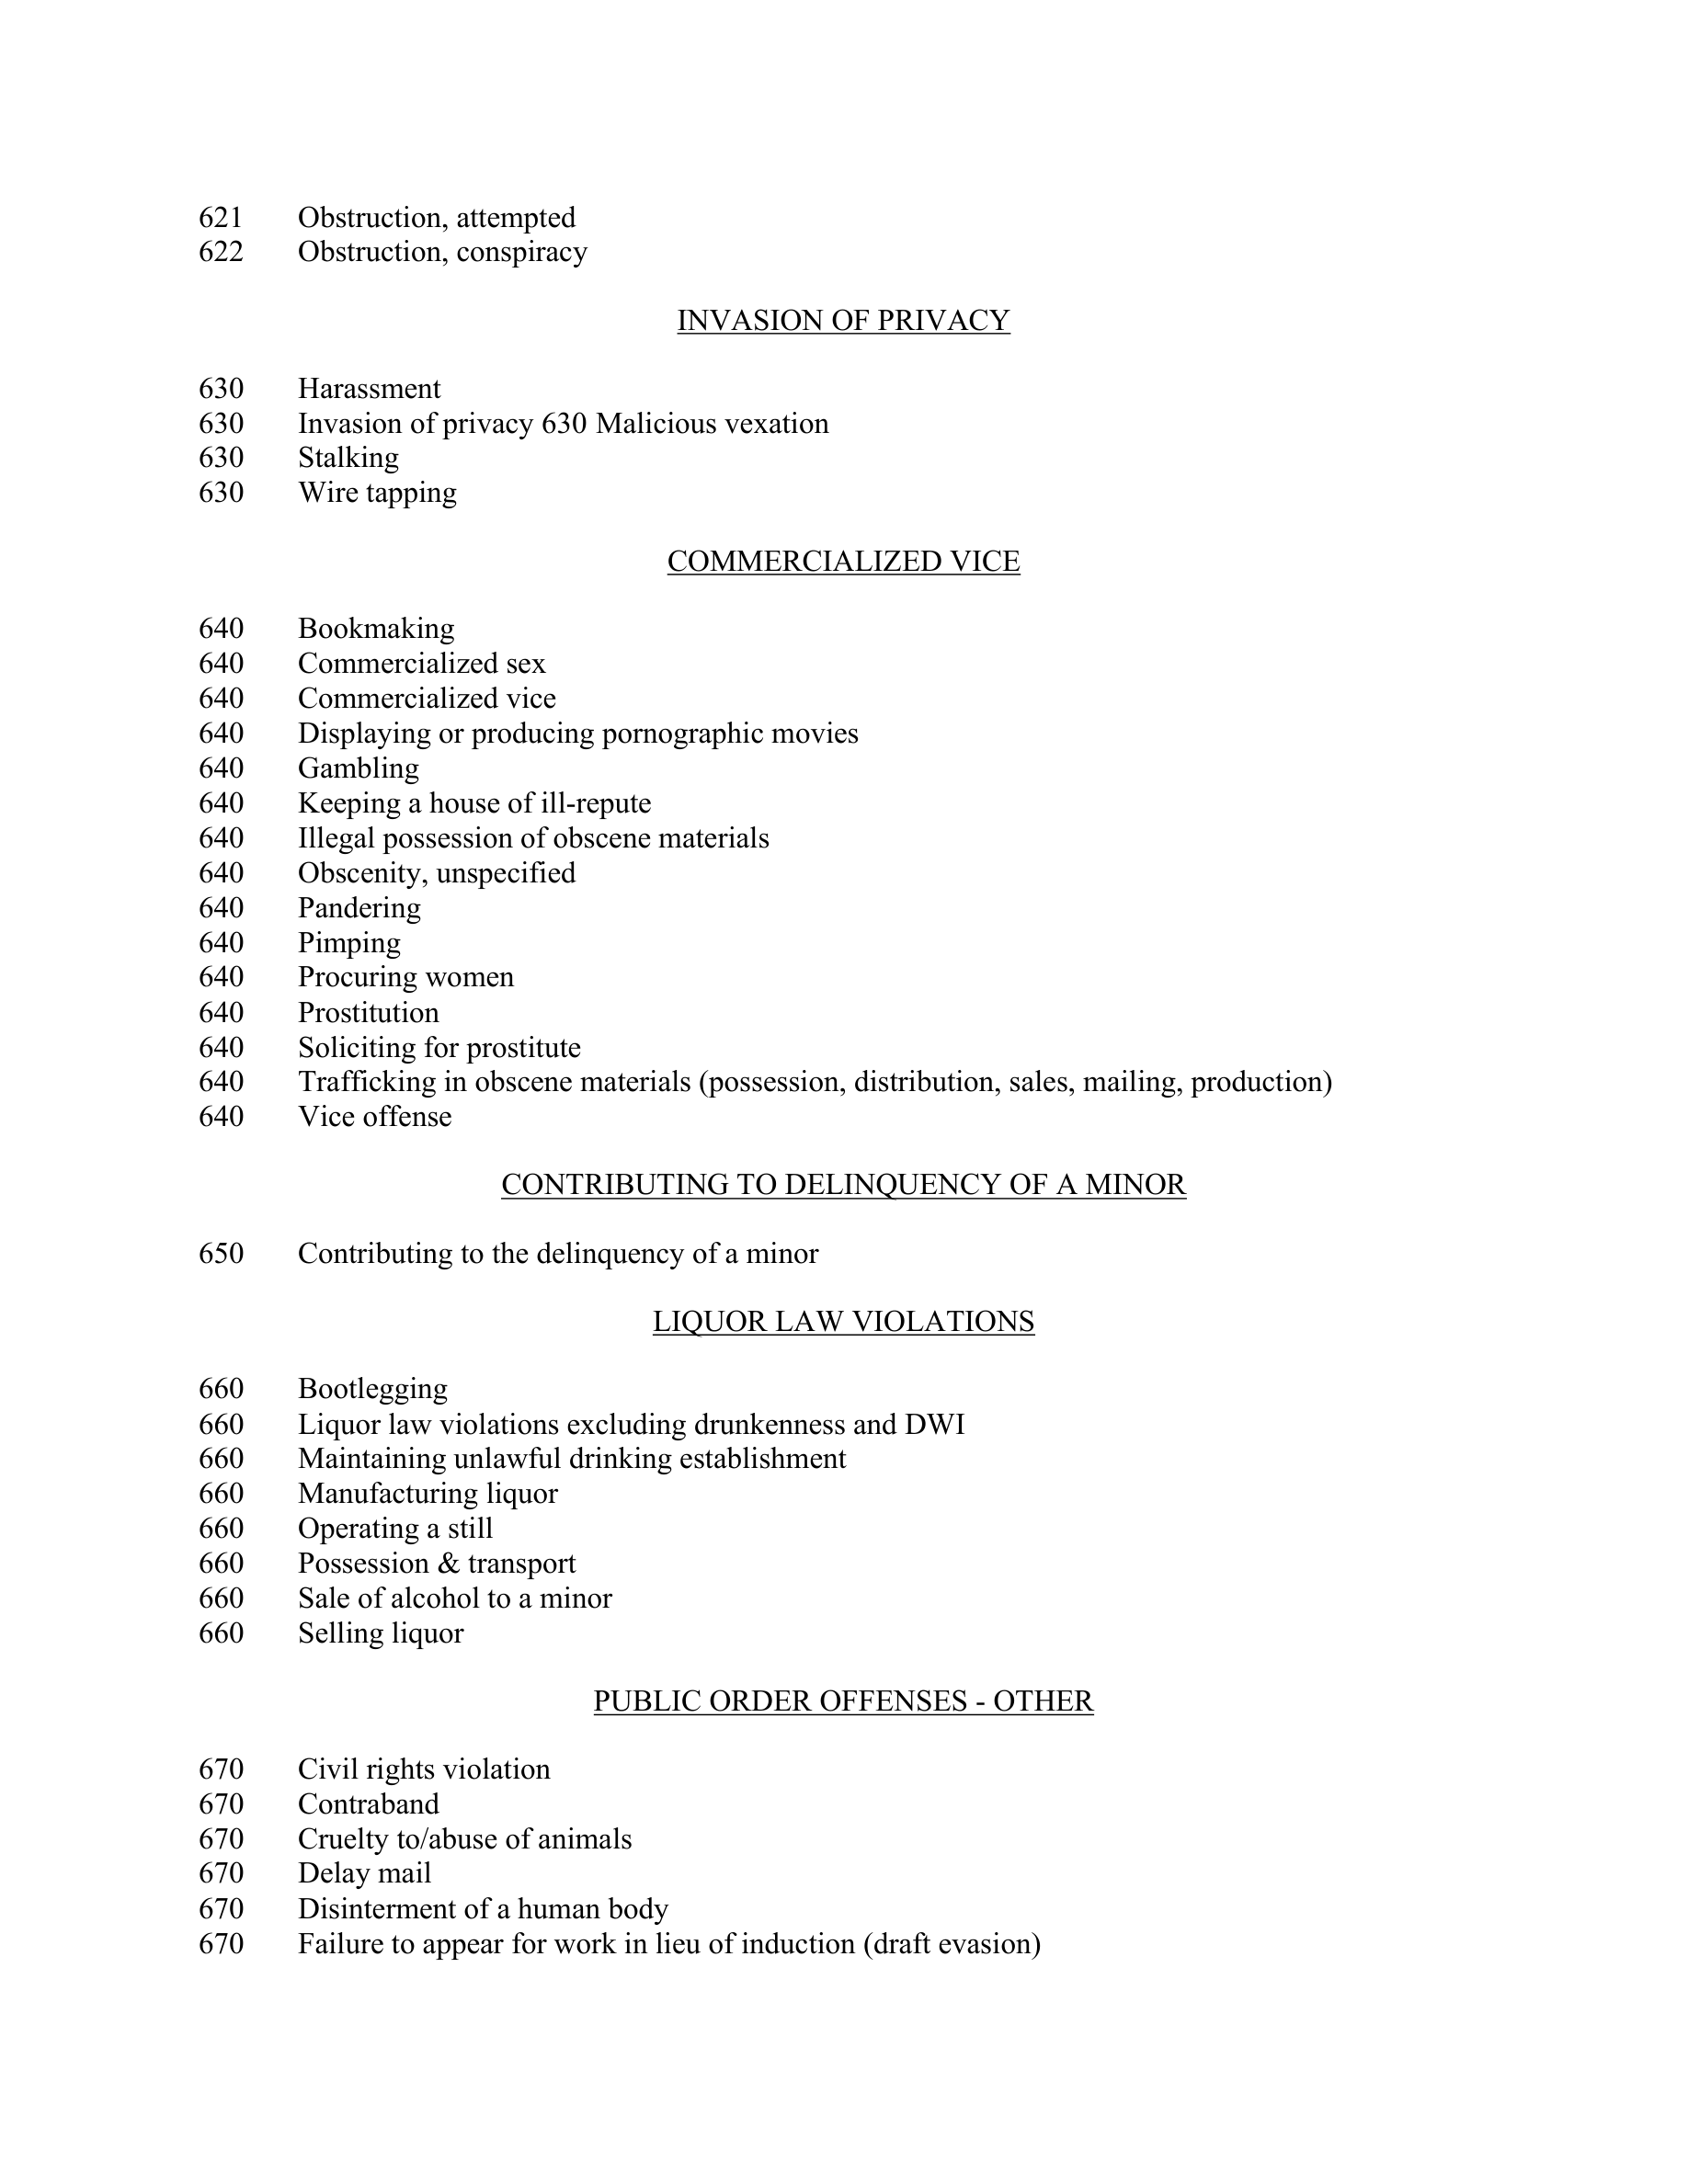 621 Obstruction, attempted
622 Obstruction, conspiracy
INVASION OF PRIVACY
630 Harassment
630 Invasion of privacy 630 Malicious vexation
630 Stalking
630 Wire tapping
COMMERCIALIZED VICE
640 Bookmaking
640 Commercialized sex
640 Commercialized vice
640 Displaying or producing pornographic movies
640 Gambling
640 Keeping a house of ill-repute
640 Illegal possession of obscene materials
640 Obscenity, unspecified
640 Pandering
640 Pimping
640 Procuring women
640 Prostitution
640 Soliciting for prostitute
640 Trafficking in obscene materials (possession, distribution, sales, mailing, production)
640 Vice offense
CONTRIBUTING TO DELINQUENCY OF A MINOR
650 Contributing to the delinquency of a minor
LIQUOR LAW VIOLATIONS
660 Bootlegging
660 Liquor law violations excluding drunkenness and DWI
660 Maintaining unlawful drinking establishment
660 Manufacturing liquor
660 Operating a still
660 Possession & transport
660 Sale of alcohol to a minor
660 Selling liquor
PUBLIC ORDER OFFENSES - OTHER
670 Civil rights violation
670 Contraband
670 Cruelty to/abuse of animals
670 Delay mail
670 Disinterment of a human body
670 Failure to appear for work in lieu of induction (draft evasion)